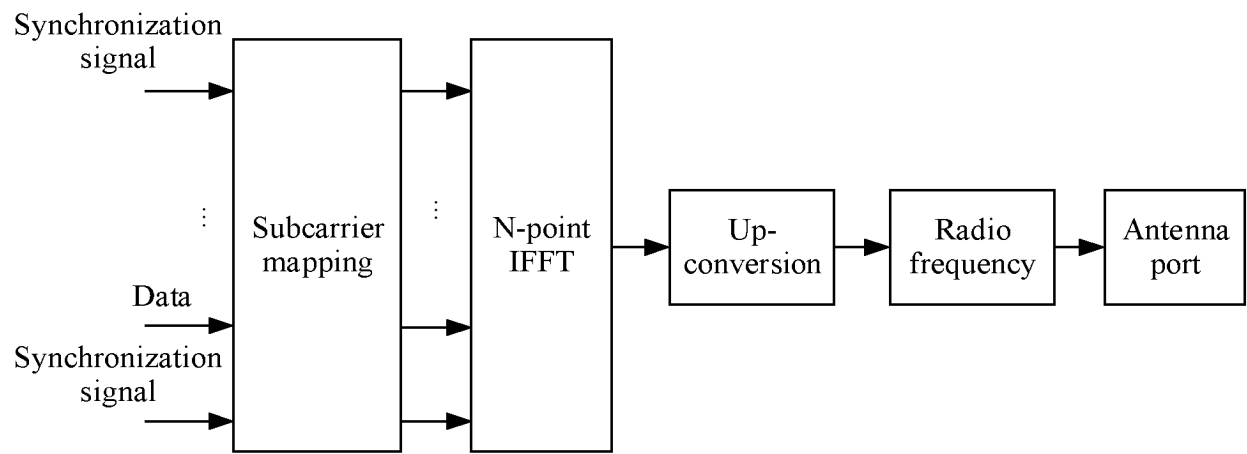 Synchronization
signal
Subcarrier
mapping
N-point
IFFT
Up-
conversion
Radio
frequency
Antenna
port
Data
Synchronization
signal